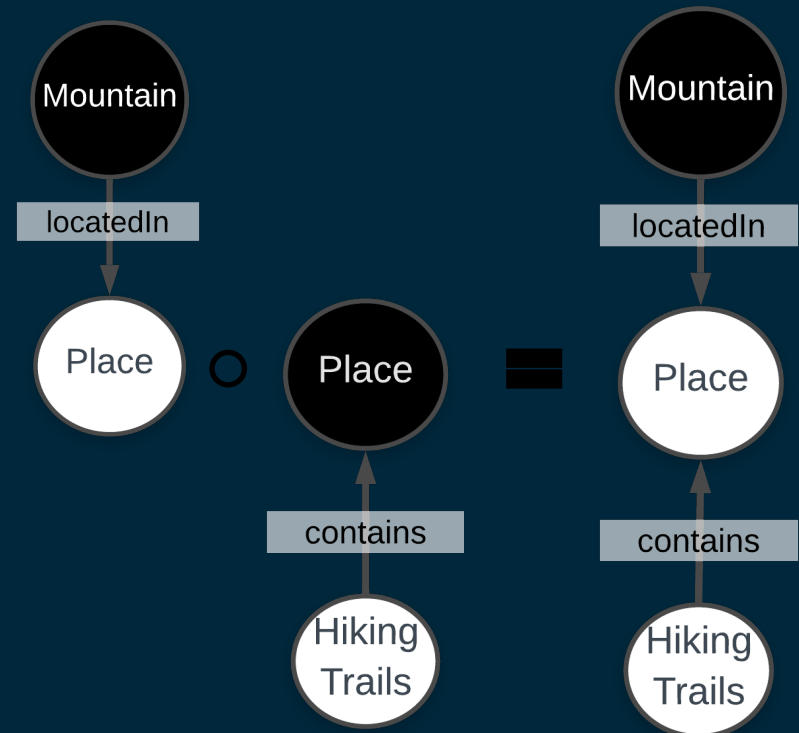 Mountain
locatedIn
Place
Place
contains
Hiking
Trails
Mountain
locatedIn
Place
contains
Hiking
Trails